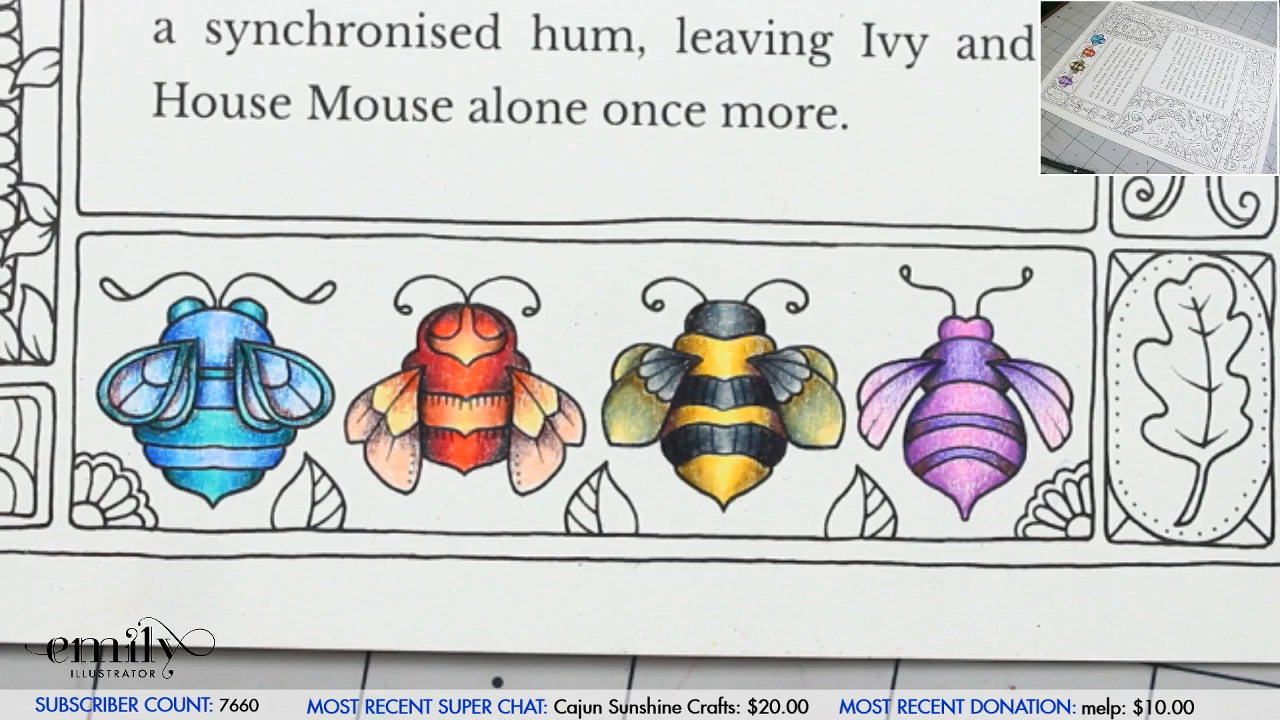 a synchronised hum, leaving Ivy and
House Mouse alone once more.
emily
ILLUSTRATOR
SUBSCRIBER COUNT: 7660 MOST RECENT SUPER CHAT: Cajun Sunshine Crafts: $20.00 MOST RECENT DONATION: melp: $10.00